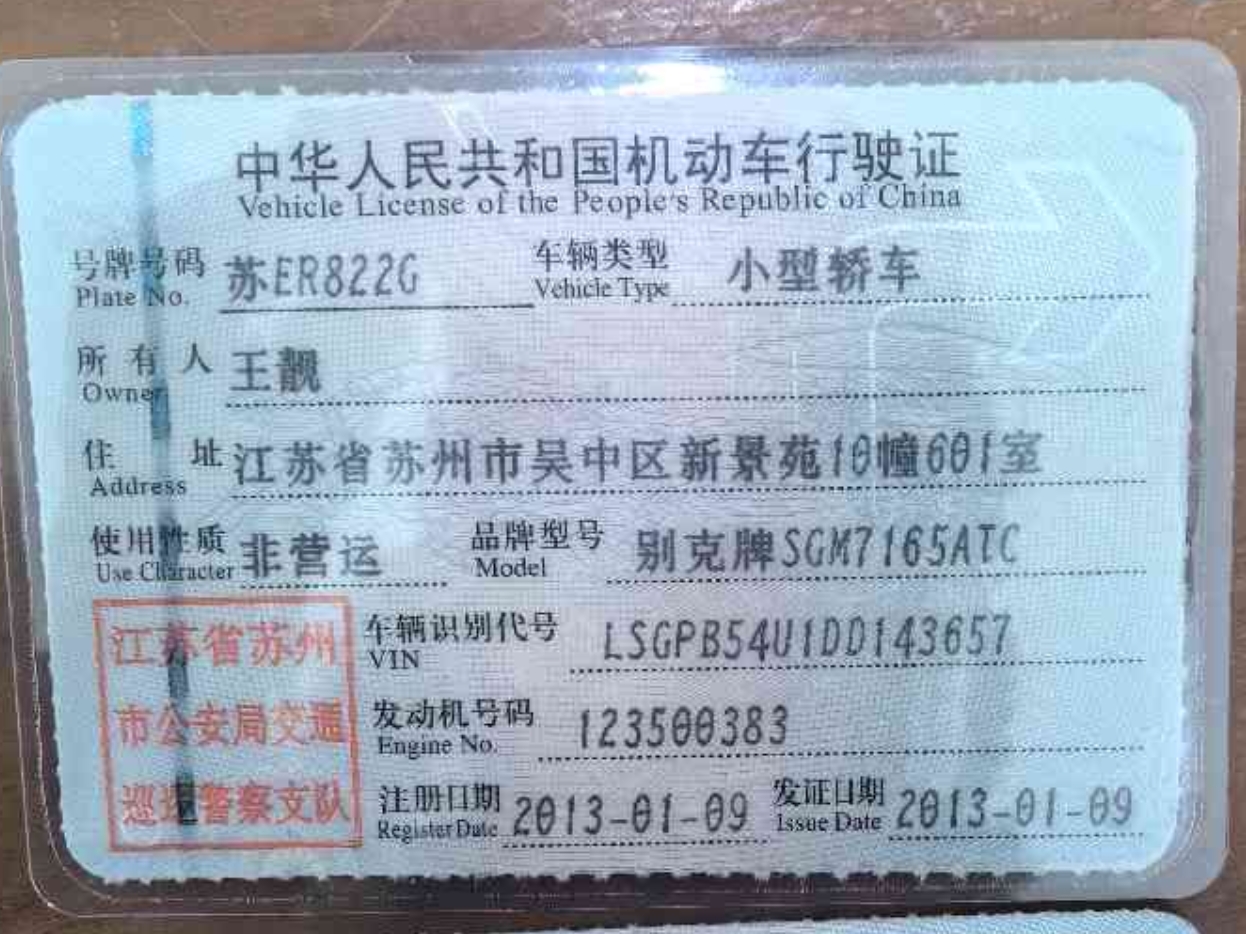 中华人民共和国机动车行驶证
Vehicle License of the People's Republic of China
号牌号码 苏ER822G 车辆类型 小型轿车
Plate No. Vehicle Type
所有人 王靓
Owner
住址 江苏省苏州市吴中区新景苑10幢601室
Address
使用性质 非营运 品牌型号 别克牌SGM7165ATC
Use Character Model
江苏省苏州
市公安局交通
巡逻警察支队
车辆识别代号 LSGPB54U1DD143657
VIN
发动机号码 123500383
Engine No.
注册日期 2013-01-09 发证日期 2013-01-09
Register Date Issue Date